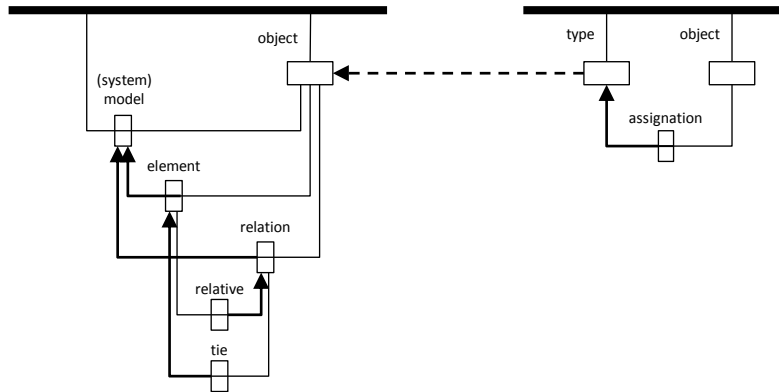 object
type
object
(system)
model
assignation
element
relation
relative
tie